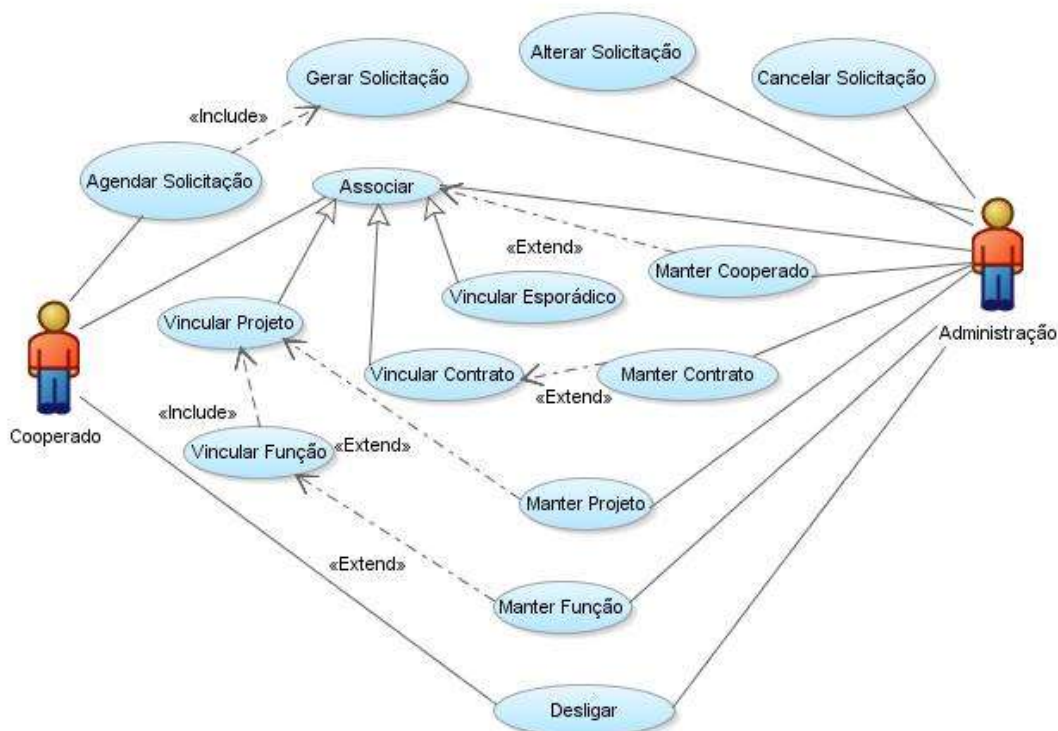 Alterar Solicitação
Gerar Solicitação
Cancelar Solicitação
«Include»
Agendar Solicitação
Associar
«Extend»
Manter Cooperado
Vincular Esporádico
Vincular Projeto
Administração
Vincular Contrato
Manter Contrato
«Extend»
«Include»
Cooperado
Vincular Função
«Extend»
Manter Projeto
«Extend»
Manter Função
Desligar